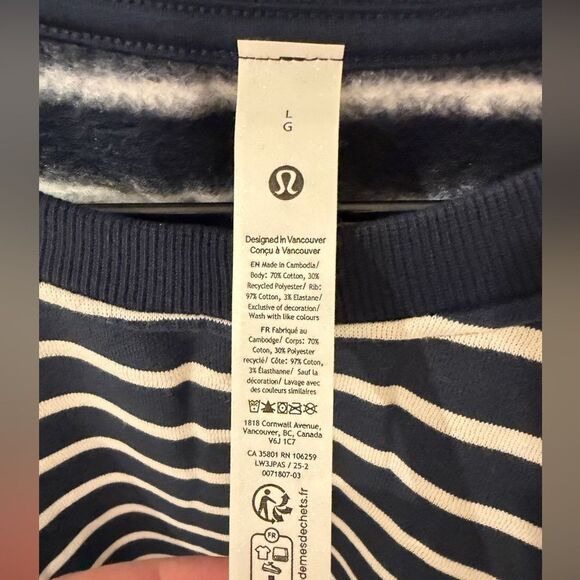 L
G
Designed in Vancouver
Conçu à Vancouver
EN Made in Cambodia/
Body: 70% Cotton, 30%
Recycled Polyester/ Rib:
97% Cotton, 3% Elastane/
Exclusive of decoration/
Wash with like colours
FR Fabriqué au
Cambodge/ Corps: 70%
Coton, 30% Polyester
recyclé/ Côte: 97% Coton,
3% Élasthanne/ Sauf la
décoration/ Lavage avec
des couleurs similaires
1818 Cornwall Avenue,
Vancouver, BC, Canada
V6J 1C7
CA 35801 RN 106259
LW3JPAS / 25-2
0071807-03
FR
demesdechets.fr